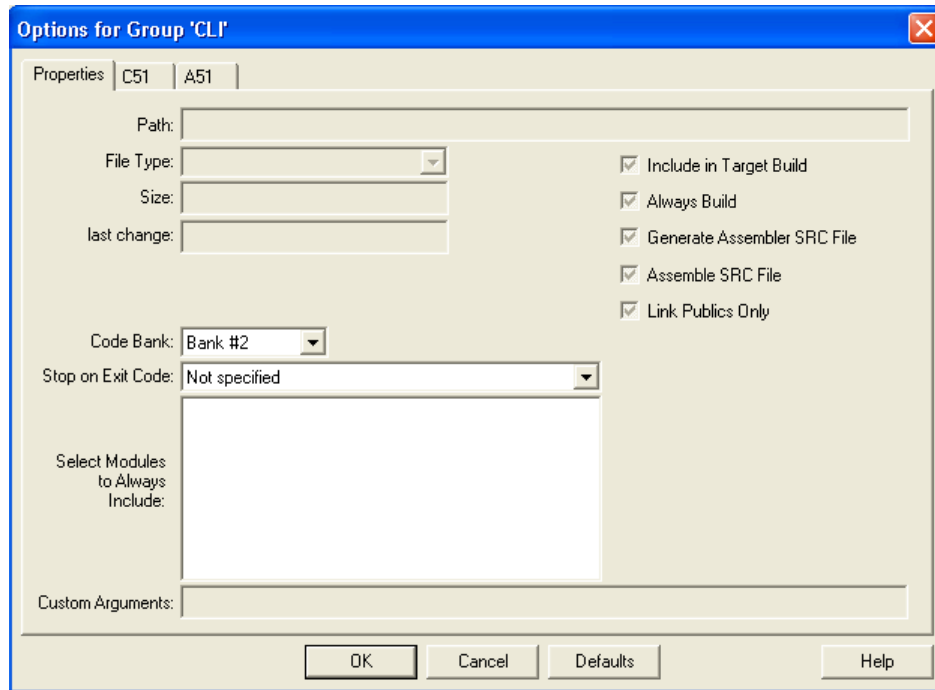 Options for Group 'CLI'
Properties C51 A51
Path:
File Type:
Include in Target Build
Size:
Always Build
last change:
Generate Assembler SRC File
Assemble SRC File
Link Publics Only
Code Bank: Bank #2
Stop on Exit Code: Not specified
Select Modules
to Always
Include:
Custom Arguments:
OK Cancel Defaults Help